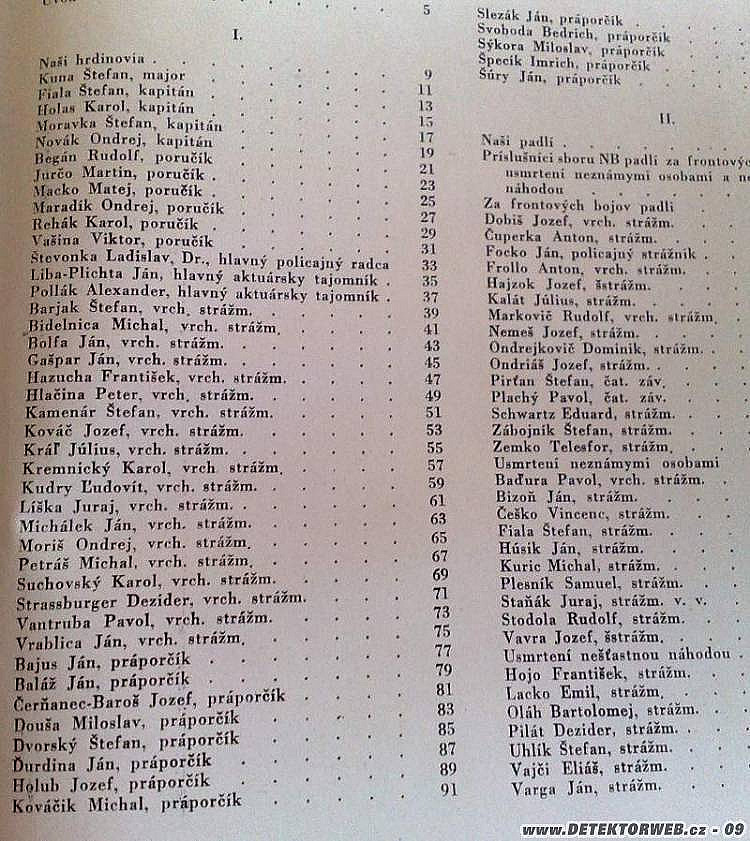 Úvod . . . 5
I.
Naši hrdinovia . .
Kuna Štefan, major . . . 9
Fiala Štefan, kapitán . . . 11
Holas Karol, kapitán . . . 13
Moravka Štefan, kapitán . . . 15
Novák Ondrej, kapitán . . . 17
Began Rudolf, poručík . . . 19
Jurčo Martin, poručík . . . 21
Macko Matej, poručík . . . 23
Maradík Ondrej, poručík . . . 25
Rehák Karol, poručík . . . 27
Vašina Viktor, poručík . . . 29
Števonka Ladislav, Dr., hlavný policajný radca 31
Liba-Plichta Ján, hlavný aktuársky tajomník . 33
Pollák Alexander, hlavný aktuársky tajomník . 35
Barjak Štefan, vrch. strážm. . . . 37
Bidelnica Michal, vrch. strážm. . . . 39
Bolfa Ján, vrch. strážm. . . . 41
Gašpar Ján, vrch. strážm. . . . 43
Hazucha František, vrch. strážm. . . . 45
Hlačina Peter, vrch. strážm. . . . 47
Kamenár Štefan, vrch. strážm. . . . 49
Kováč Jozef, vrch. strážm. . . . 51
Kráľ Július, vrch. strážm. . . . 53
Kremnický Karol, vrch. strážm. . . . 55
Kudry Ľudovít, vrch. strážm. . . . 57
Líška Juraj, vrch. strážm. . . . 59
Michálek Ján, vrch. strážm. . . . 61
Moriš Ondrej, vrch. strážm. . . . 63
Petráš Michal, vrch. strážm. . . . 65
Suchovský Karol, vrch. strážm. . . . 67
Strassburger Dezider, vrch. strážm. . . . 69
Vantruba Pavol, vrch. strážm. . . . 71
Vrablica Ján, vrch. strážm. . . . 73
Bajus Ján, práporčík . . . 75
Baláž Ján, práporčík . . . 77
Čerňanec-Baroš Jozef, práporčík . . . 79
Douša Miloslav, práporčík . . . 81
Dvorský Štefan, práporčík . . . 83
Ďurdina Ján, práporčík . . . 85
Holub Jozef, práporčík . . . 87
Kováčik Michal, práporčík . . . 89
91
Slezák Ján, práporčík . . .
Svoboda Bedrich, práporčík . . .
Sýkora Miloslav, práporčík . . .
Špecík Imrich, práporčík . . .
Šúry Ján, práporčík . . .
II.
Naši padlí . . .
Príslušníci sboru NB padlí za frontových
usmrtení neznámymi osobami a
náhodou . . .
Za frontových bojov padli . .
Dobiš Jozef, vrch. strážm. . .
Čuperka Anton, strážm. . . .
Focko Ján, policajný strážnik . .
Frollo Anton, vrch. strážm. . .
Hajzok Jozef, šstrážm. . . .
Kalát Július, strážm. . . .
Markovič Rudolf, vrch. strážm. .
Nemeš Jozef, strážm. . . .
Ondrejkovič Dominik, strážm. . .
Ondriáš Jozef, strážm. . . .
Pirťan Štefan, čat. záv. . . .
Plachý Pavol, čat. záv. . . .
Schwartz Eduard, strážm. . .
Zábojník Štefan, strážm. . .
Zemko Telesfor, strážm. . .
Usmrtení neznámymi osobami
Baďura Pavol, vrch. strážm. .
Bizoň Ján, strážm. . . .
Češko Vincenc, strážm. . .
Fiala Štefan, strážm. . . .
Húsik Ján, strážm. . . .
Kuric Michal, strážm. . . .
Plesník Samuel, strážm. . .
Staňák Juraj, strážm. v. v. . .
Stodola Rudolf, strážm. . .
Vavra Jozef, šstrážm. . . .
Usmrtení nešťastnou náhodou .
Hojo František, strážm. . .
Lacko Emil, strážm. . . .
Oláh Bartolomej, strážm. . .
Pilát Dezider, strážm. . .
Uhlík Štefan, strážm. . . .
Vajči Eliáš, strážm. . . .
Varga Ján, strážm. . . .
www.DETEKTORWEB.cz - 09